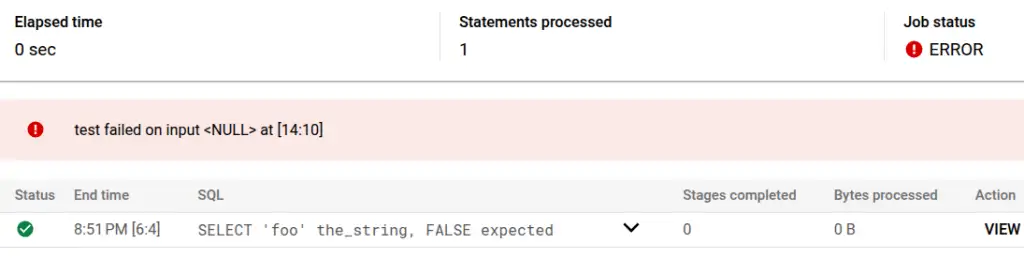 Elapsed time Statements processed Job status
0 sec 1 ERROR
test failed on input <NULL> at [14:10]
Status End time SQL Stages completed Bytes processed Action
8:51 PM [6:4] SELECT 'foo' the_string, FALSE expected 0 0 B VIEW